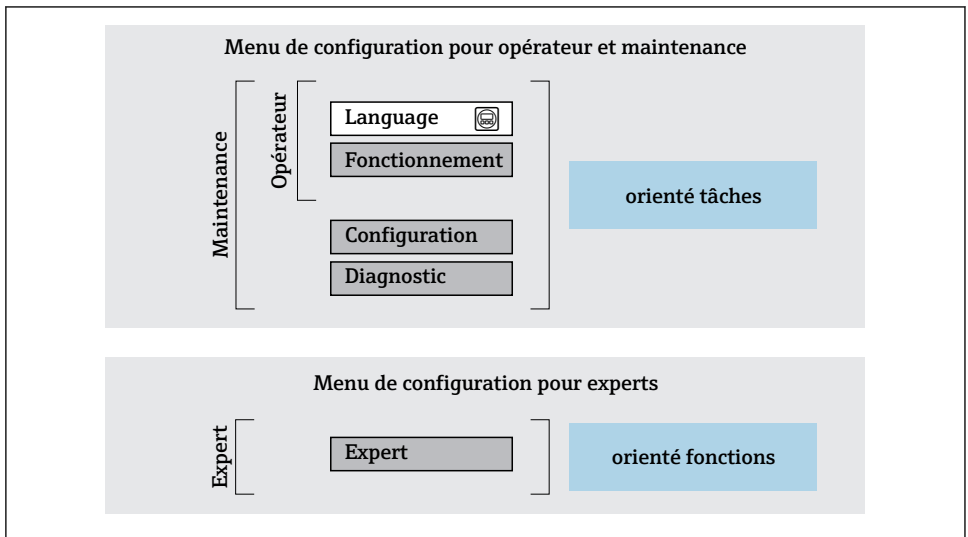 Menu de configuration pour opérateur et maintenance
Maintenance
Opérateur
Language
Fonctionnement
Configuration
Diagnostic
orienté tâches
Menu de configuration pour experts
Expert
Expert
orienté fonctions